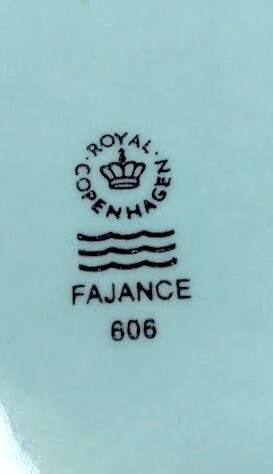 · ROYAL ·
COPENHAGEN
FAJANCE
606